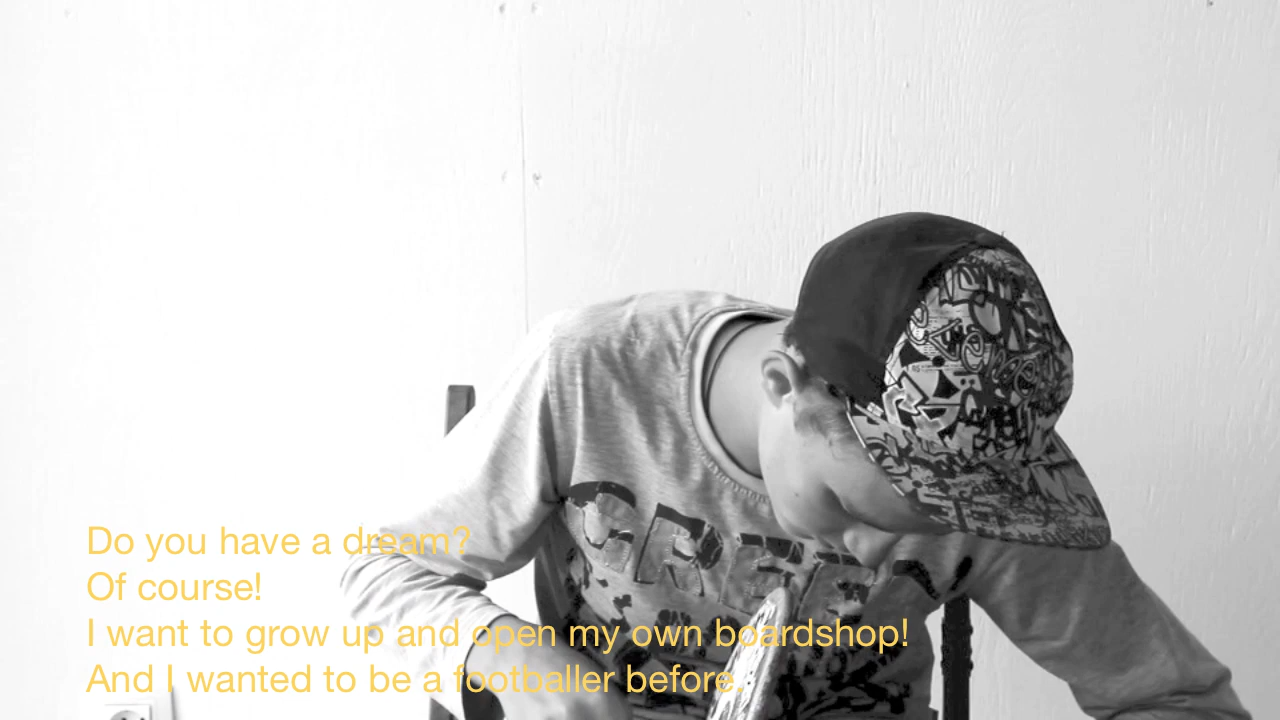 Do you have a dream?
Of course!
I want to grow up and open my own boardshop!
And I wanted to be a footballer before.